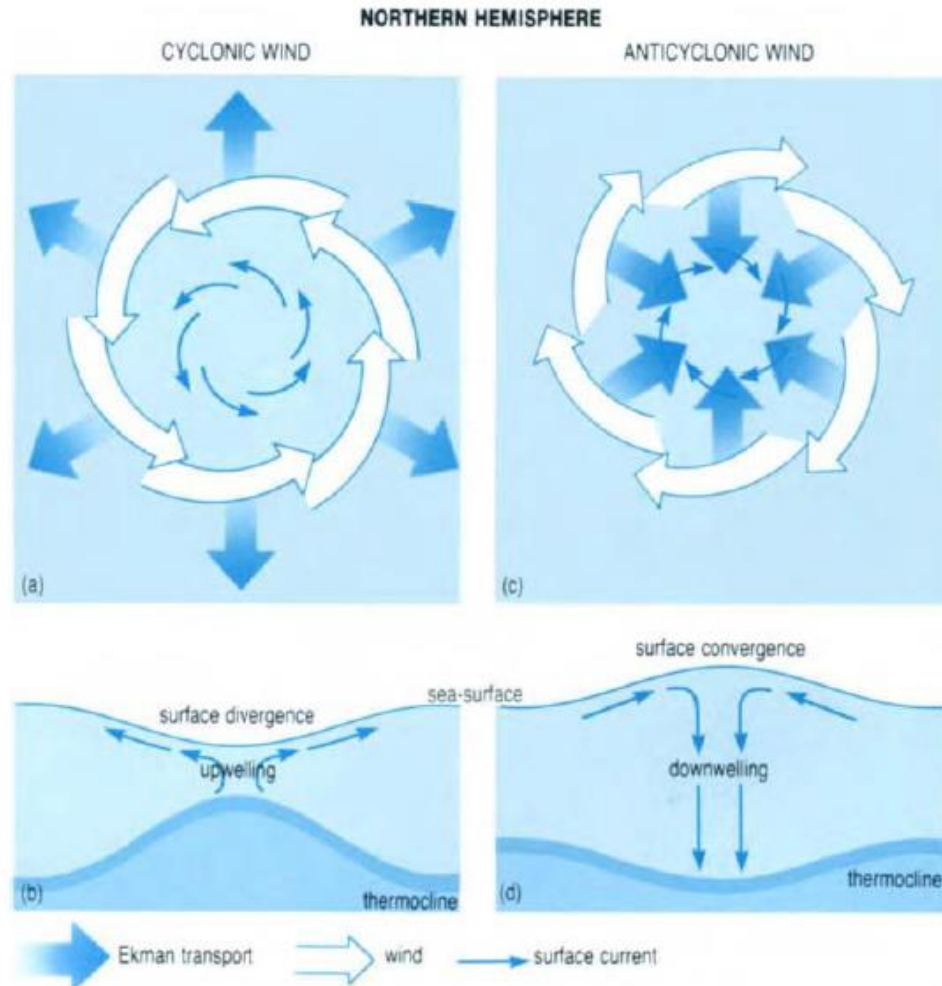 NORTHERN HEMISPHERE
CYCLONIC WIND
ANTICYCLONIC WIND
(a)
(c)
surface convergence
sea-surface
surface divergence
upwelling
downwelling
(b)
thermocline
(d)
thermocline
Ekman transport
wind
surface current